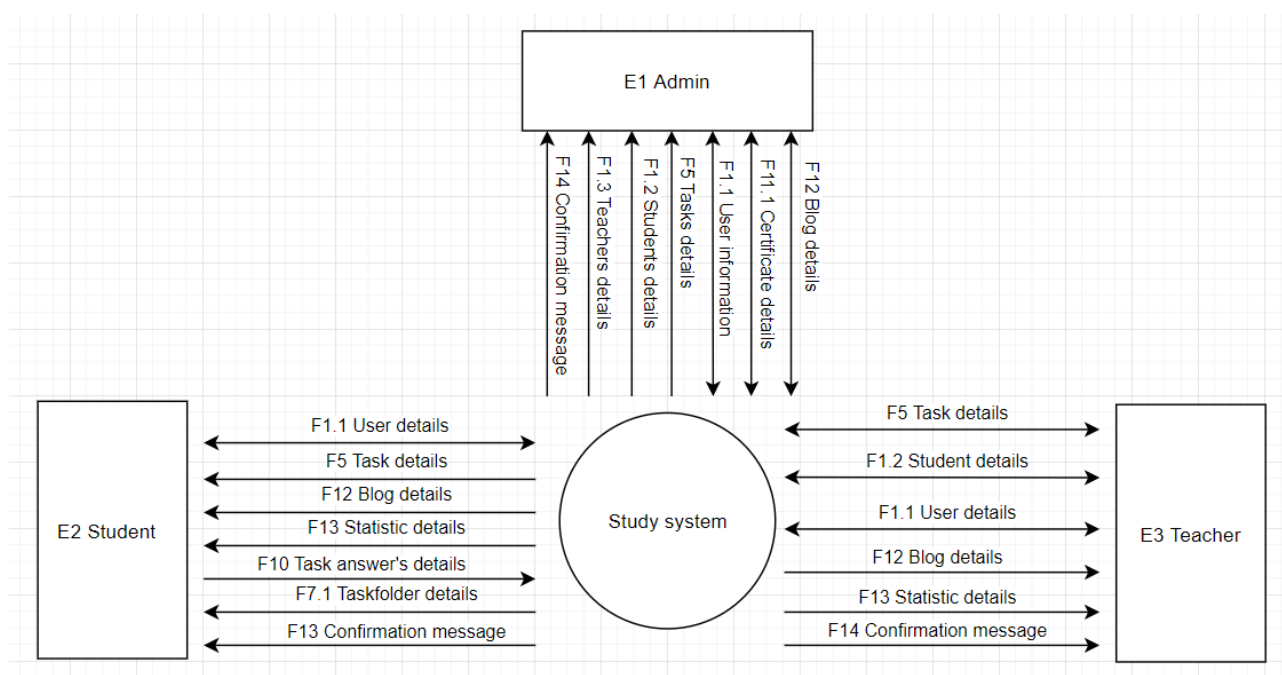 E1 Admin
F14 Confirmation message
F1.3 Teachers details
F1.2 Students details
F5 Tasks details
F1.1 User information
F11.1 Certificate details
F12 Blog details
E2 Student
F1.1 User details
F5 Task details
F12 Blog details
F13 Statistic details
F10 Task answer's details
F7.1 Taskfolder details
F13 Confirmation message
Study system
F5 Task details
F1.2 Student details
F1.1 User details
F12 Blog details
F13 Statistic details
F14 Confirmation message
E3 Teacher